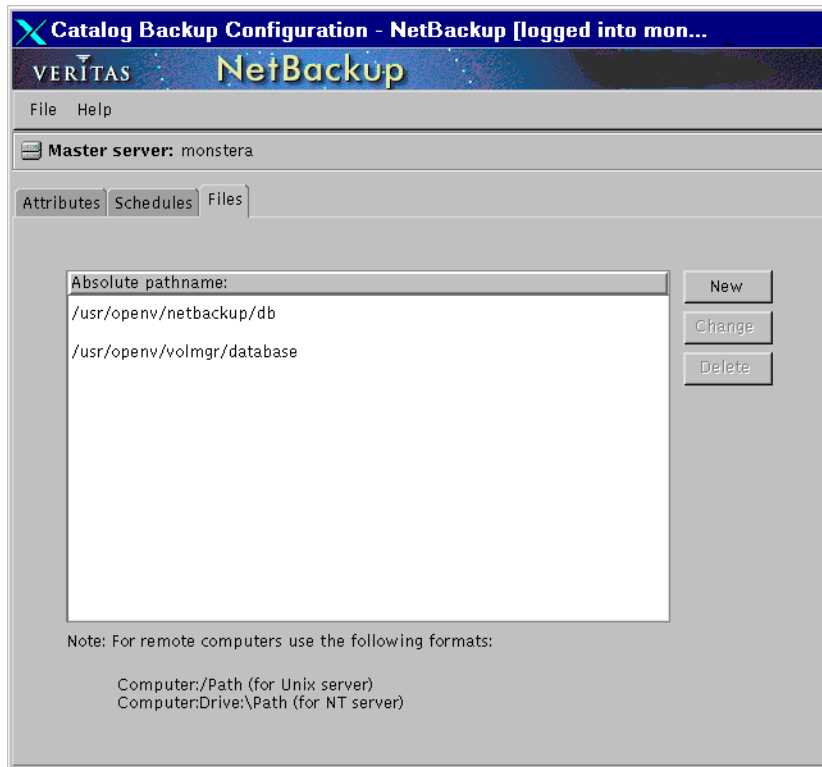 Catalog Backup Configuration - NetBackup [logged into mon...
VERITAS NetBackup
File Help
Master server: monstera
Attributes Schedules Files
Absolute pathname:
New
/usr/openv/netbackup/db
Change
/usr/openv/volmgr/database
Delete
Note: For remote computers use the following formats:
Computer:/Path (for Unix server)
Computer:Drive:\Path (for NT server)